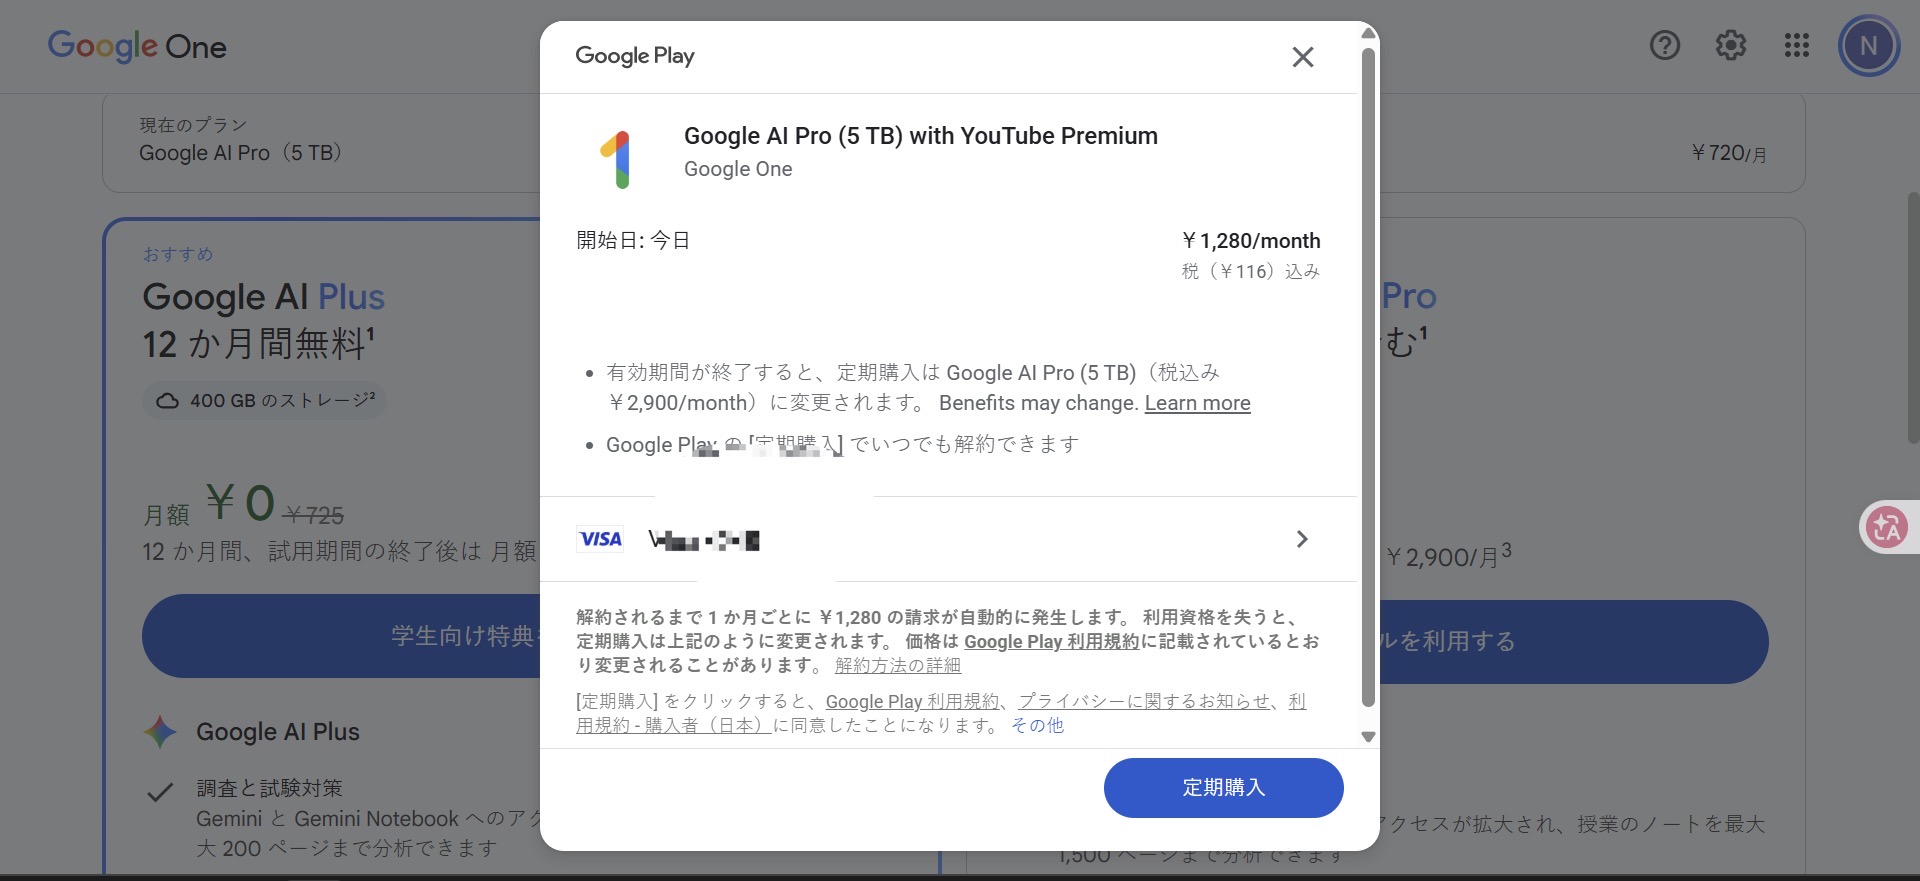 Google One
N
現在のプラン
Google AI Pro（5 TB）
￥720/月
おすすめ
Google AI Plus
12 か月間無料¹
400 GB のストレージ²
月額 ￥0 ￥725
12 か月間、試用期間の終了後は 月額
学生向け特典
Google AI Plus
調査と試験対策
Gemini と Gemini Notebook へのアク
大 200 ページまで分析できます
Google Play
Google AI Pro (5 TB) with YouTube Premium
Google One
開始日: 今日
￥1,280/month
税（￥116）込み
有効期間が終了すると、定期購入は Google AI Pro (5 TB)（税込み
￥2,900/month）に変更されます。 Benefits may change. Learn more
Google Play の [定期購入] でいつでも解約できます
VISA
解約されるまで 1 か月ごとに ￥1,280 の請求が自動的に発生します。 利用資格を失うと、
定期購入は上記のように変更されます。 価格は Google Play 利用規約に記載されているとお
り変更されることがあります。 解約方法の詳細
[定期購入] をクリックすると、Google Play 利用規約、プライバシーに関するお知らせ、利
用規約 - 購入者（日本）に同意したことになります。 その他
定期購入
Pro
む¹
￥2,900/月³
ルを利用する
アクセスが拡大され、授業のノートを最大
1,500 ページまで分析できます